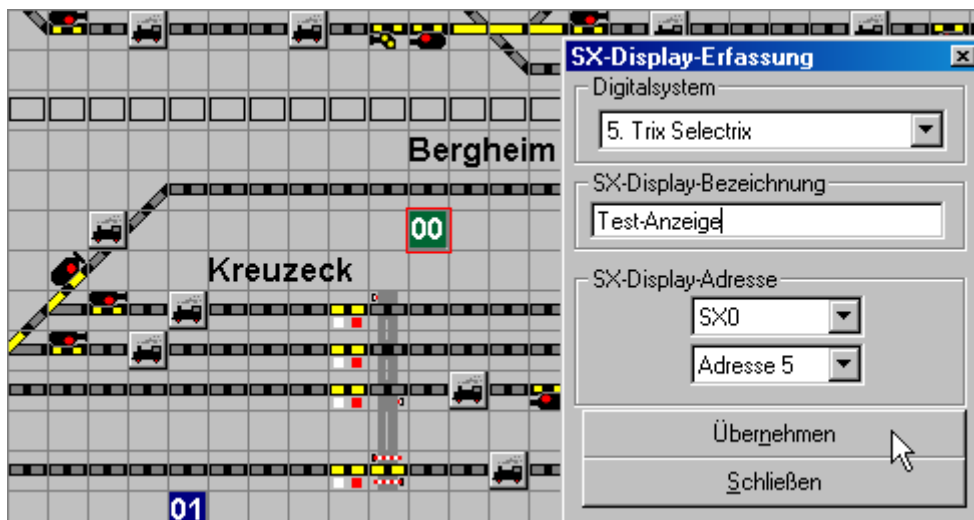 SX-Display-Erfassung
Digitalsystem
5. Trix Selectrix
Bergheim
SX-Display-Bezeichnung
Test-Anzeige
00
Kreuzeck
SX-Display-Adresse
SX0
Adresse 5
Übernehmen
Schließen
01